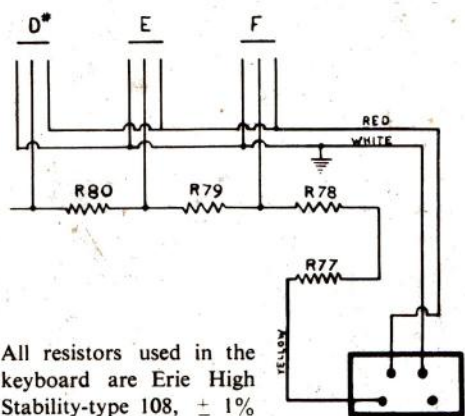 D# E F
RED
WHITE
R80 R79 R78
R77
YELLOW
All resistors used in the
keyboard are Erie High
Stability-type 108, ± 1%